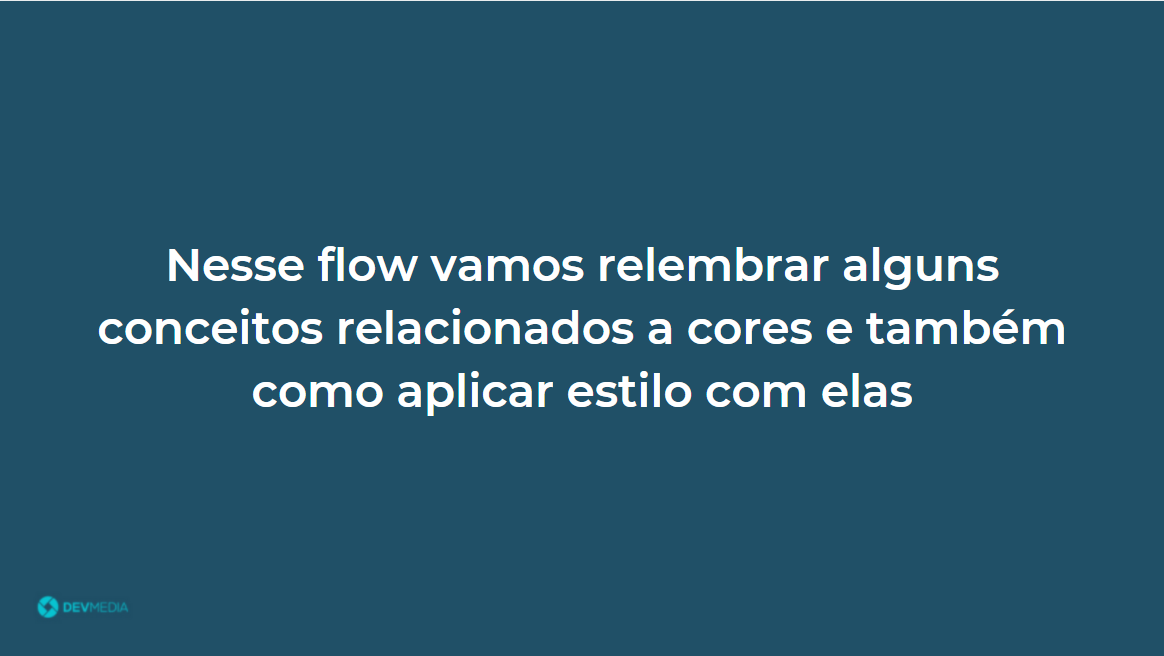 Nesse flow vamos relembrar alguns
conceitos relacionados a cores e também
como aplicar estilo com elas
DEVMEDIA